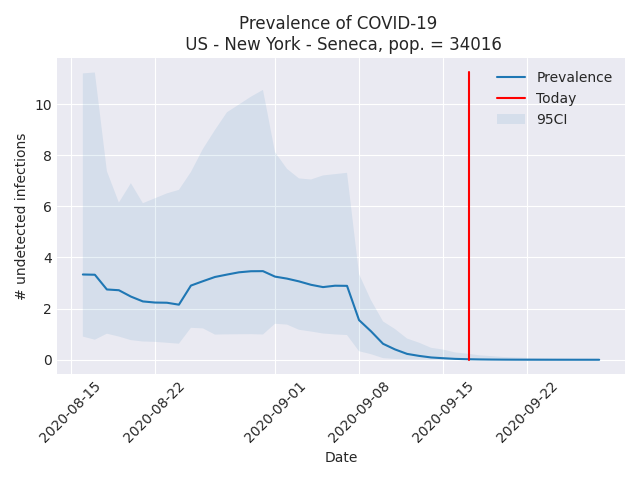 Prevalence of COVID-19
US - New York - Seneca, pop. = 34016
Prevalence
Today
95CI
# undetected infections
10
8
6
4
2
0
2020-08-15
2020-08-22
2020-09-01
2020-09-08
2020-09-15
2020-09-22
Date